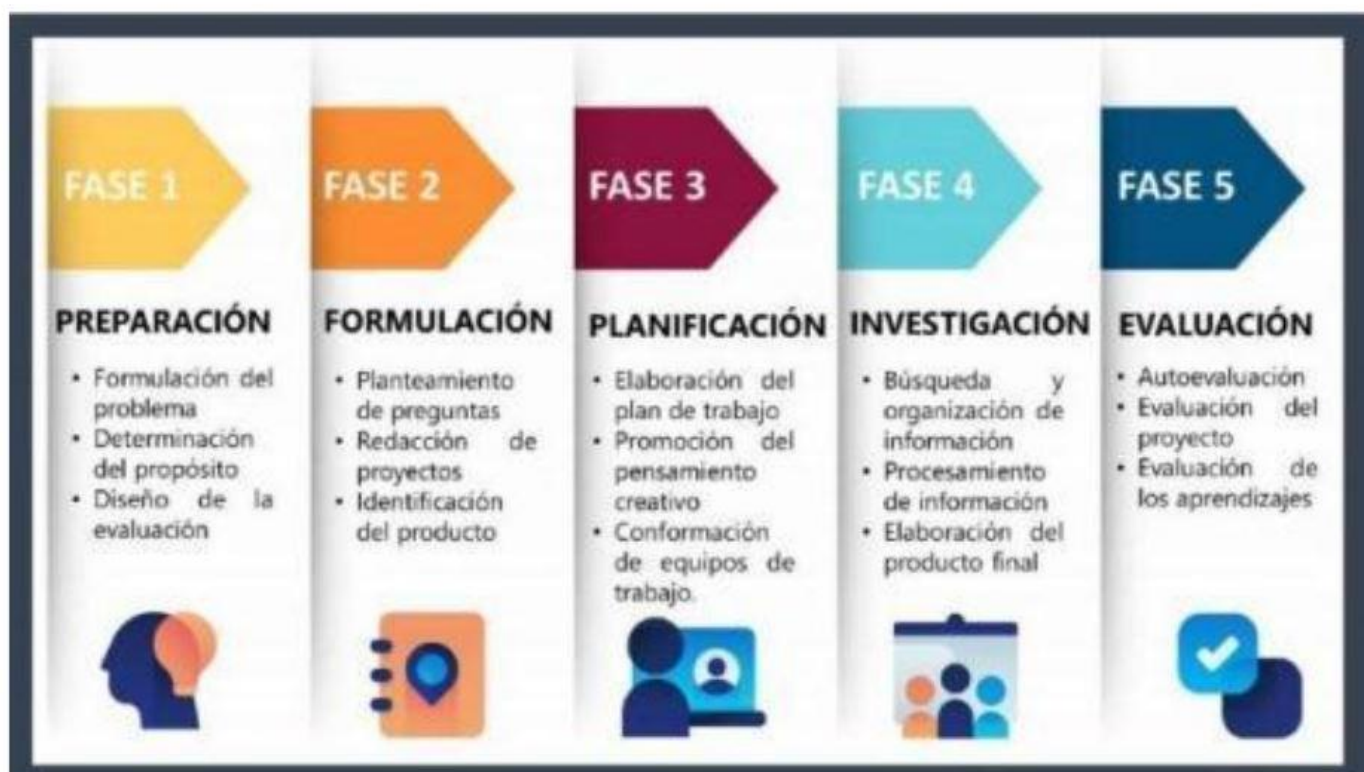 FASE 1
PREPARACIÓN
• Formulación del
problema
• Determinación
del propósito
• Diseño de la
evaluación
FASE 2
FORMULACIÓN
• Planteamiento
de preguntas
• Redacción de
proyectos
• Identificación
del producto
FASE 3
PLANIFICACIÓN
• Elaboración del
plan de trabajo
• Promoción del
pensamiento
creativo
• Conformación
de equipos de
trabajo.
FASE 4
INVESTIGACIÓN
• Búsqueda y
organización de
información
• Procesamiento
de información
• Elaboración del
producto final
FASE 5
EVALUACIÓN
• Autoevaluación
• Evaluación del
proyecto
• Evaluación de
los aprendizajes